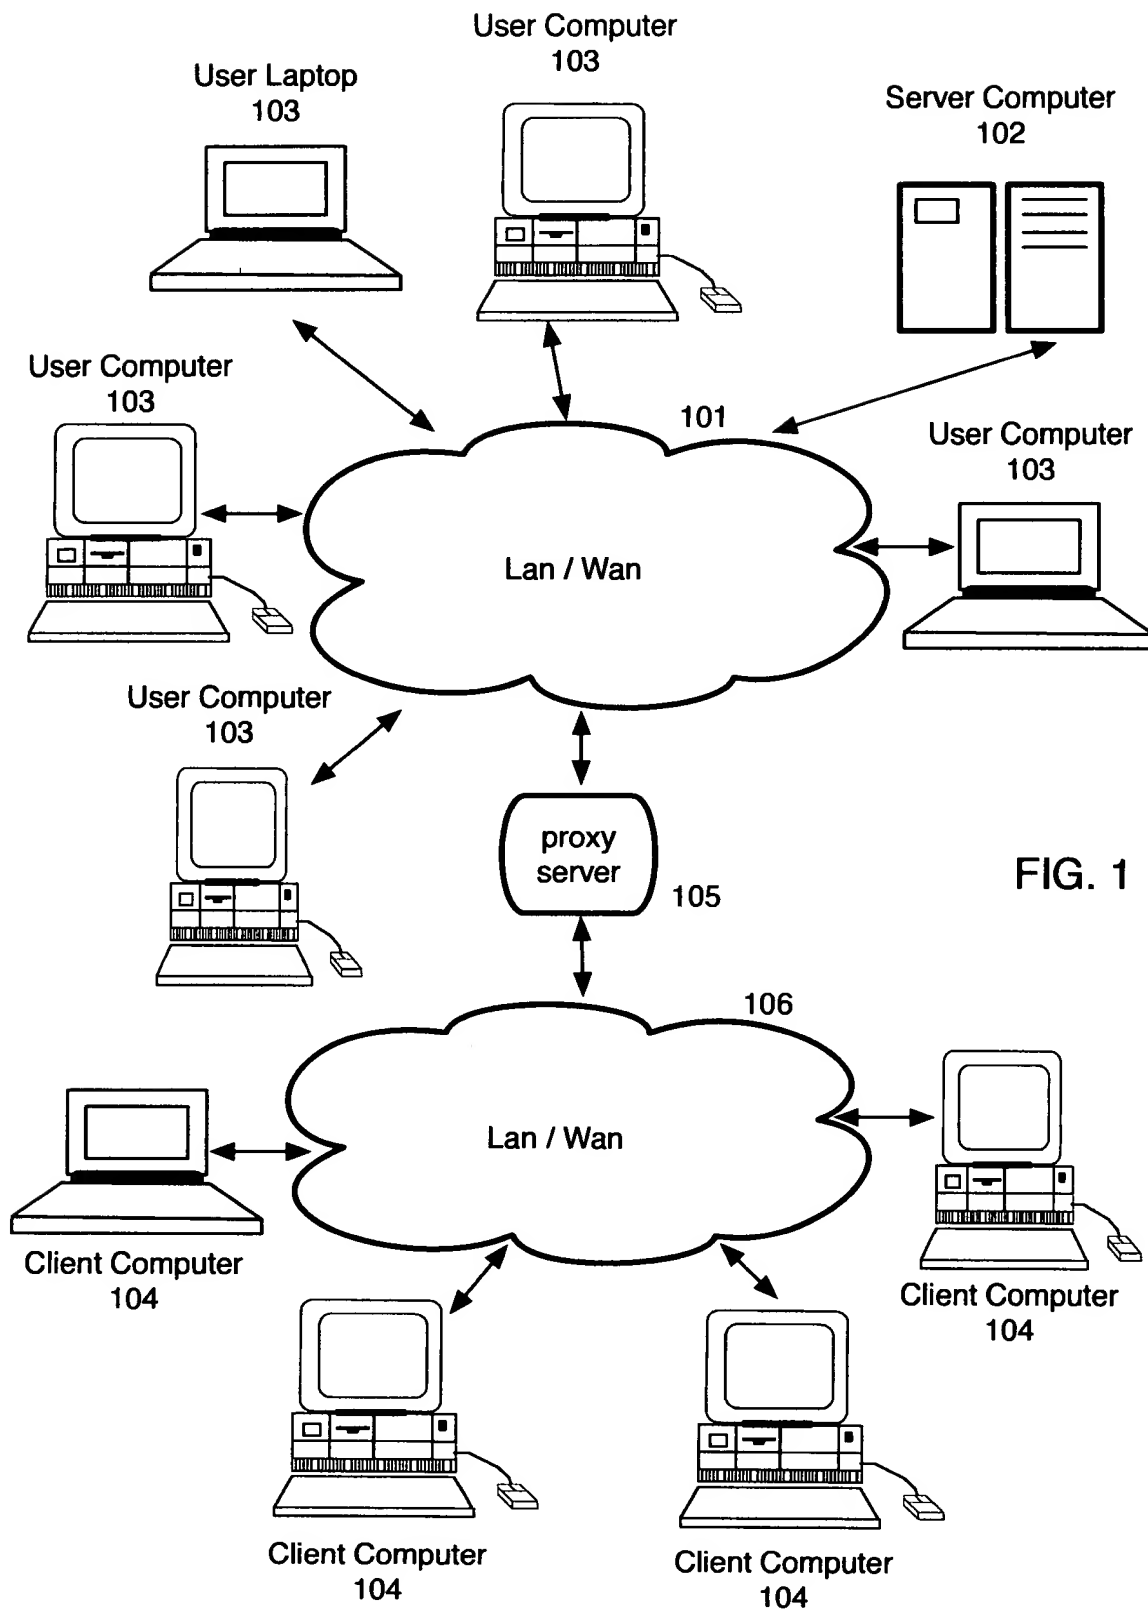 User Computer
103
User Laptop
103
Server Computer
102
User Computer
103
101
User Computer
103
Lan / Wan
User Computer
103
proxy
server
105
FIG. 1
106
Lan / Wan
Client Computer
104
Client Computer
104
Client Computer
104
Client Computer
104